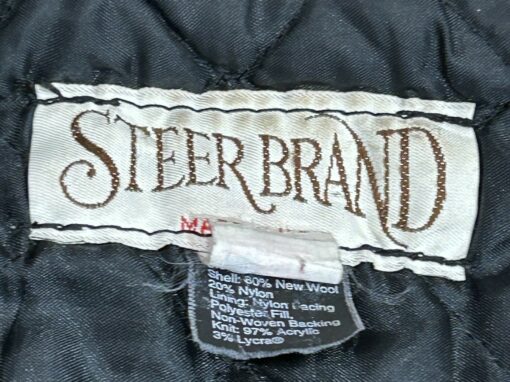 STEER BRAND
MA
Shell: 80% New Wool
20% Nylon
Lining: Nylon Facing
Polyester Fill.
Non-Woven Backing
Knit: 97% Acrylic
3% Lycra®